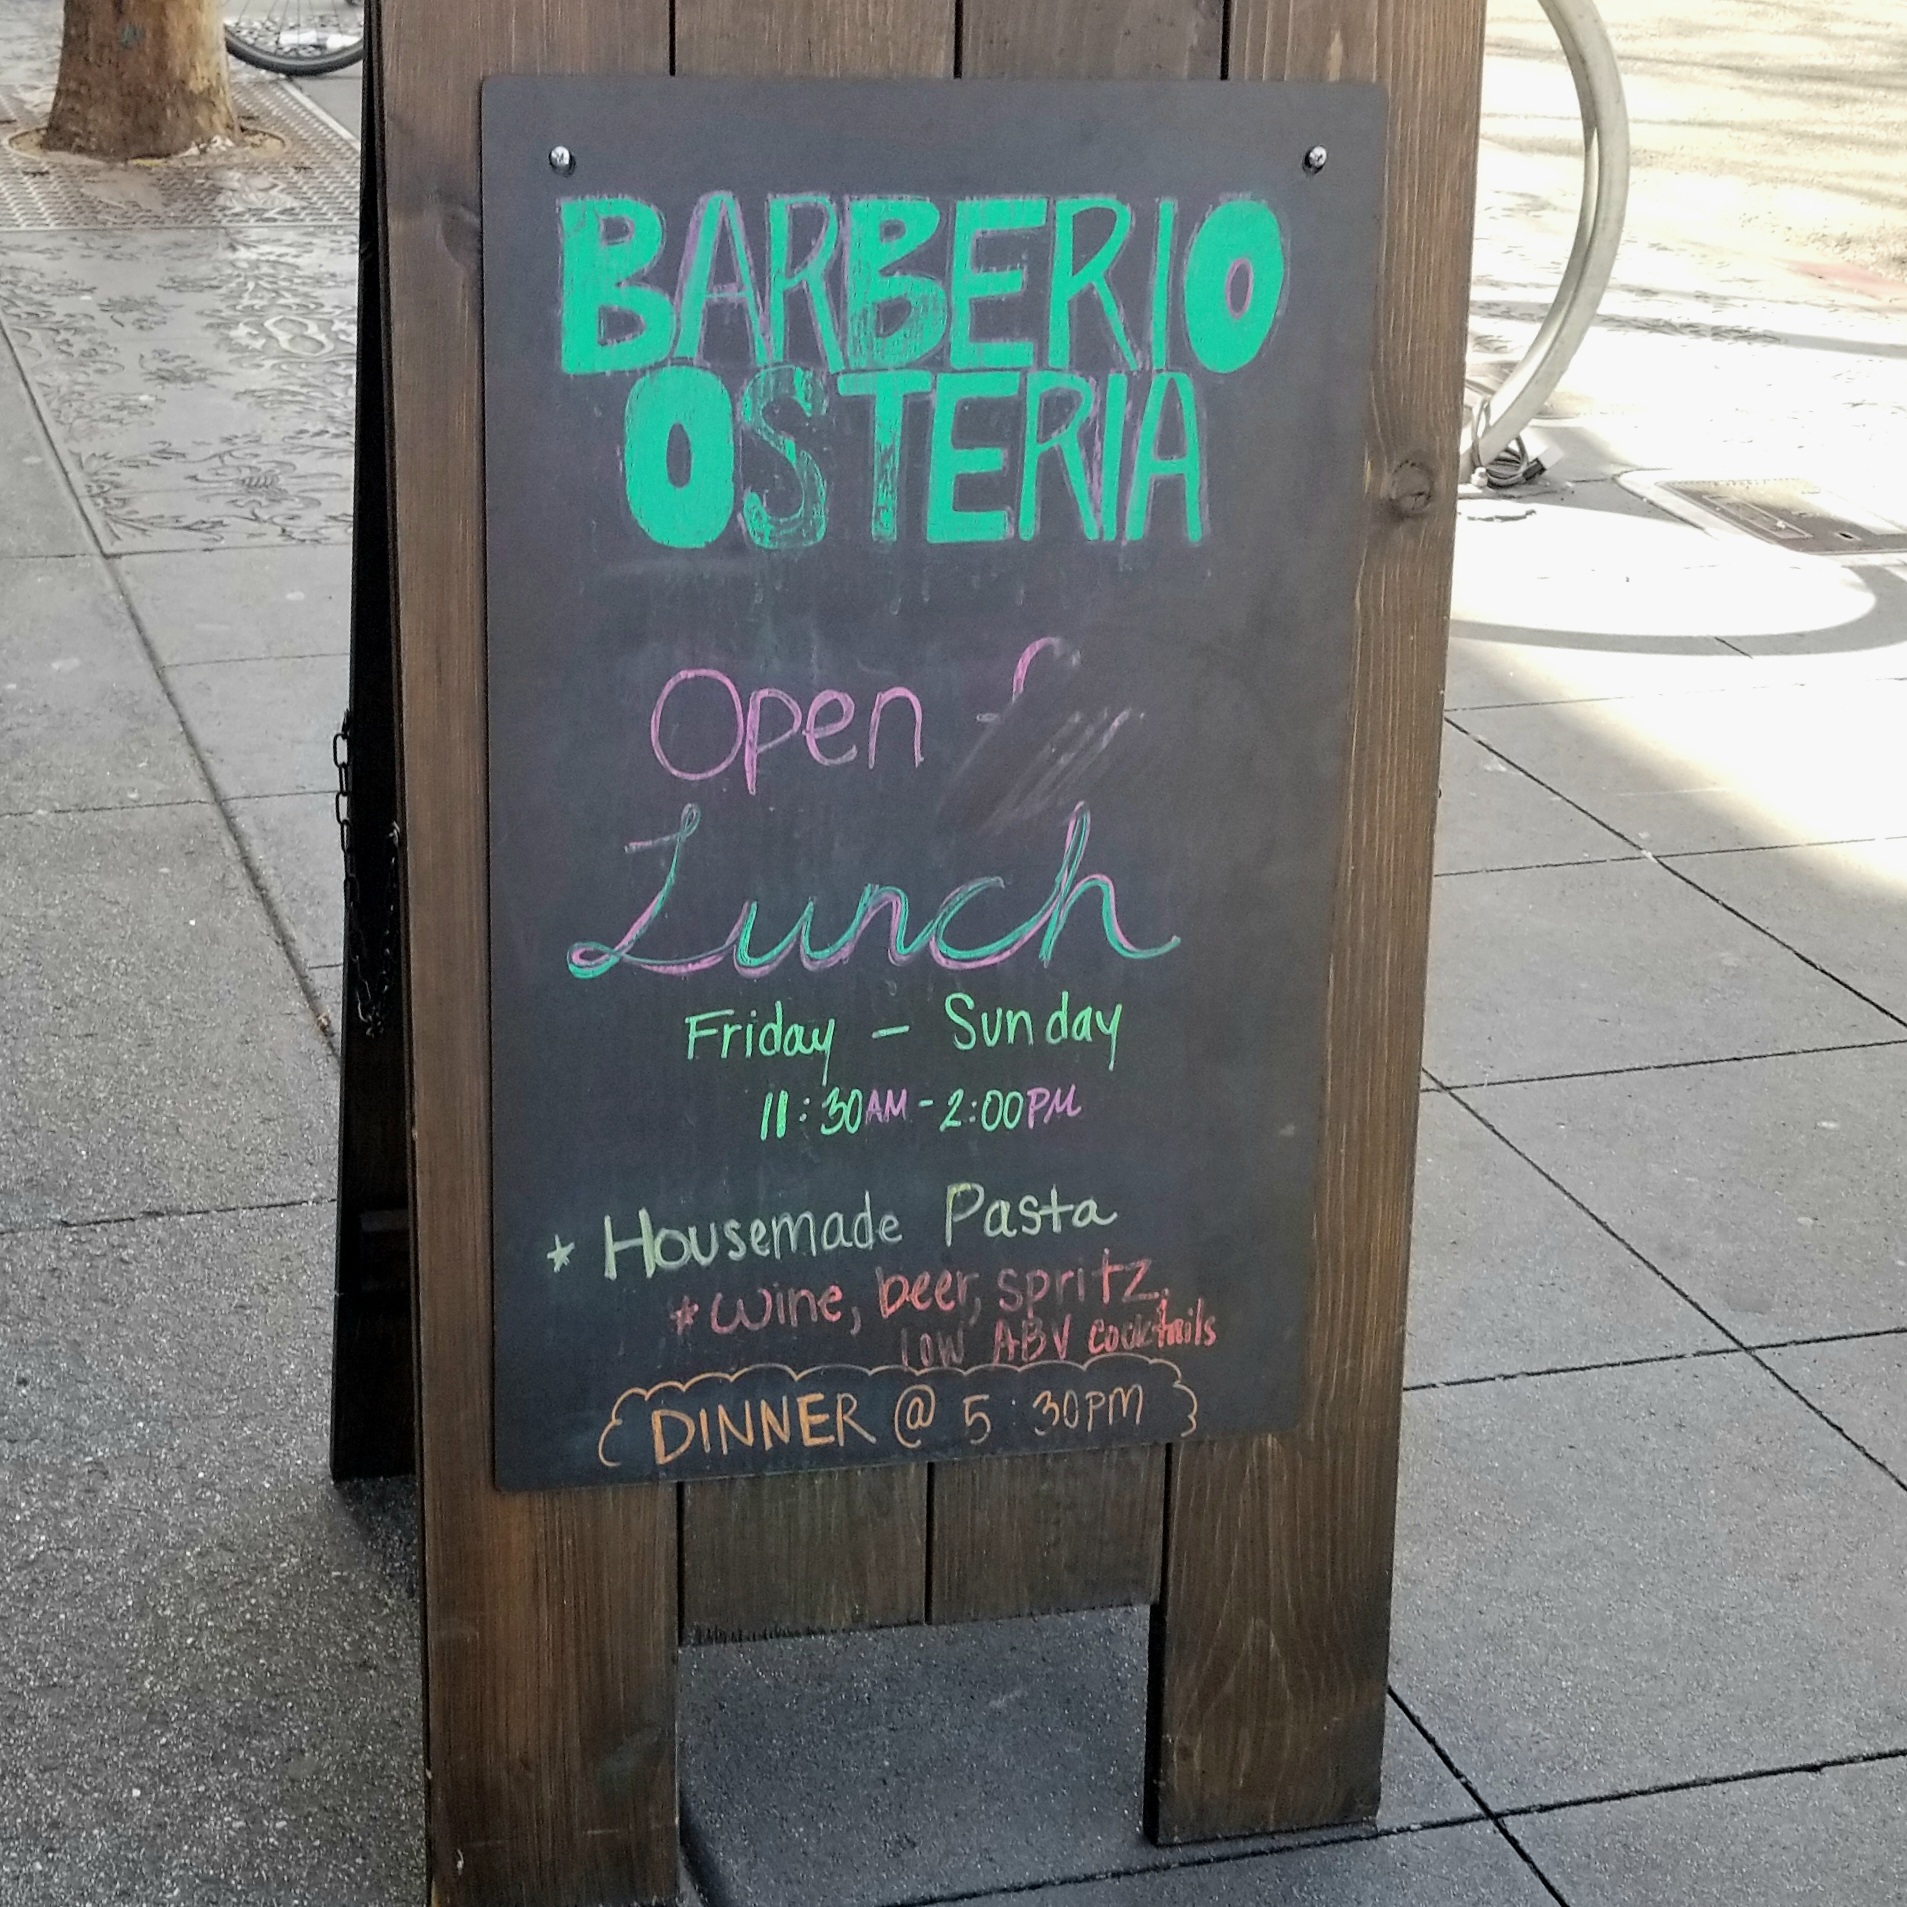 BARBERIO
OSTERIA
Open
Lunch
Friday - Sunday
11:30AM - 2:00PM
* Housemade Pasta
* Wine, beer, spritz,
LOW ABV cocktails
DINNER @ 5:30PM